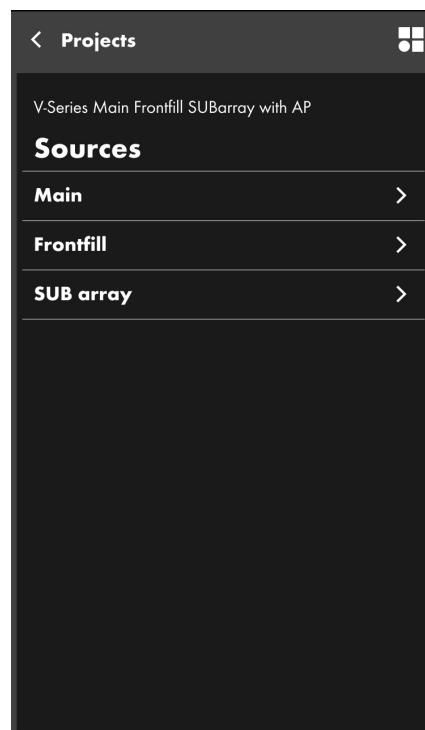 Projects
V-Series Main Frontfill SUBarray with AP
Sources
Main
Frontfill
SUB array